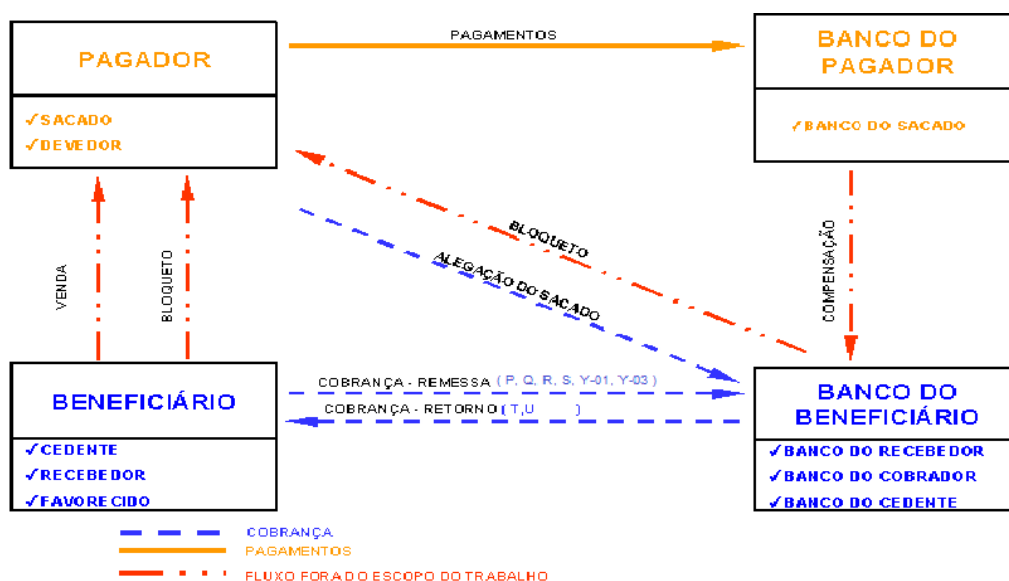 PAGAMENTOS
PAGADOR
✓SACADO
✓DEVEDOR
BANCO DO
PAGADOR
✓BANCO DO SACADO
BLOQUETO
ALEGAÇÃO DO SACADO
VENDA
BLOQUETO
COMPENSAÇÃO
COBRANÇA - REMESSA ( P, Q, R, S, Y-01, Y-03)
COBRANÇA - RETORNO ( T,U )
BENEFICIÁRIO
✓CEDENTE
✓RECEBEDOR
✓FAVORECIDO
BANCO DO
BENEFICIÁRIO
✓BANCO DO RECEBEDOR
✓BANCO DO COBRADOR
✓BANCO DO CEDENTE
COBRANÇA
PAGAMENTOS
FLUXO FORA DO ESCOPO DO TRABALHO